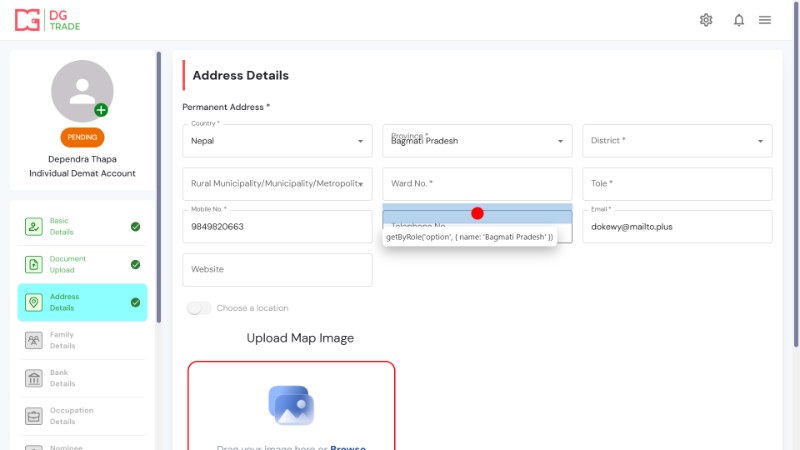 DG
TRADE
PENDING
Dependra Thapa
Individual Demat Account
Basic
Details
Document
Upload
Address
Details
Family
Details
Bank
Details
Occupation
Details
Nominee
Address Details
Permanent Address *
Country *
Nepal
Province *
Bagmati Pradesh
District *
Rural Municipality/Municipality/Metropolit
Ward No. *
Tole *
Mobile No. *
9849820663
Telephone No.
getByRole('option', { name: 'Bagmati Pradesh' })
Email *
dokewy@mailto.plus
Website
Choose a location
Upload Map Image
Drag your image here or Browse